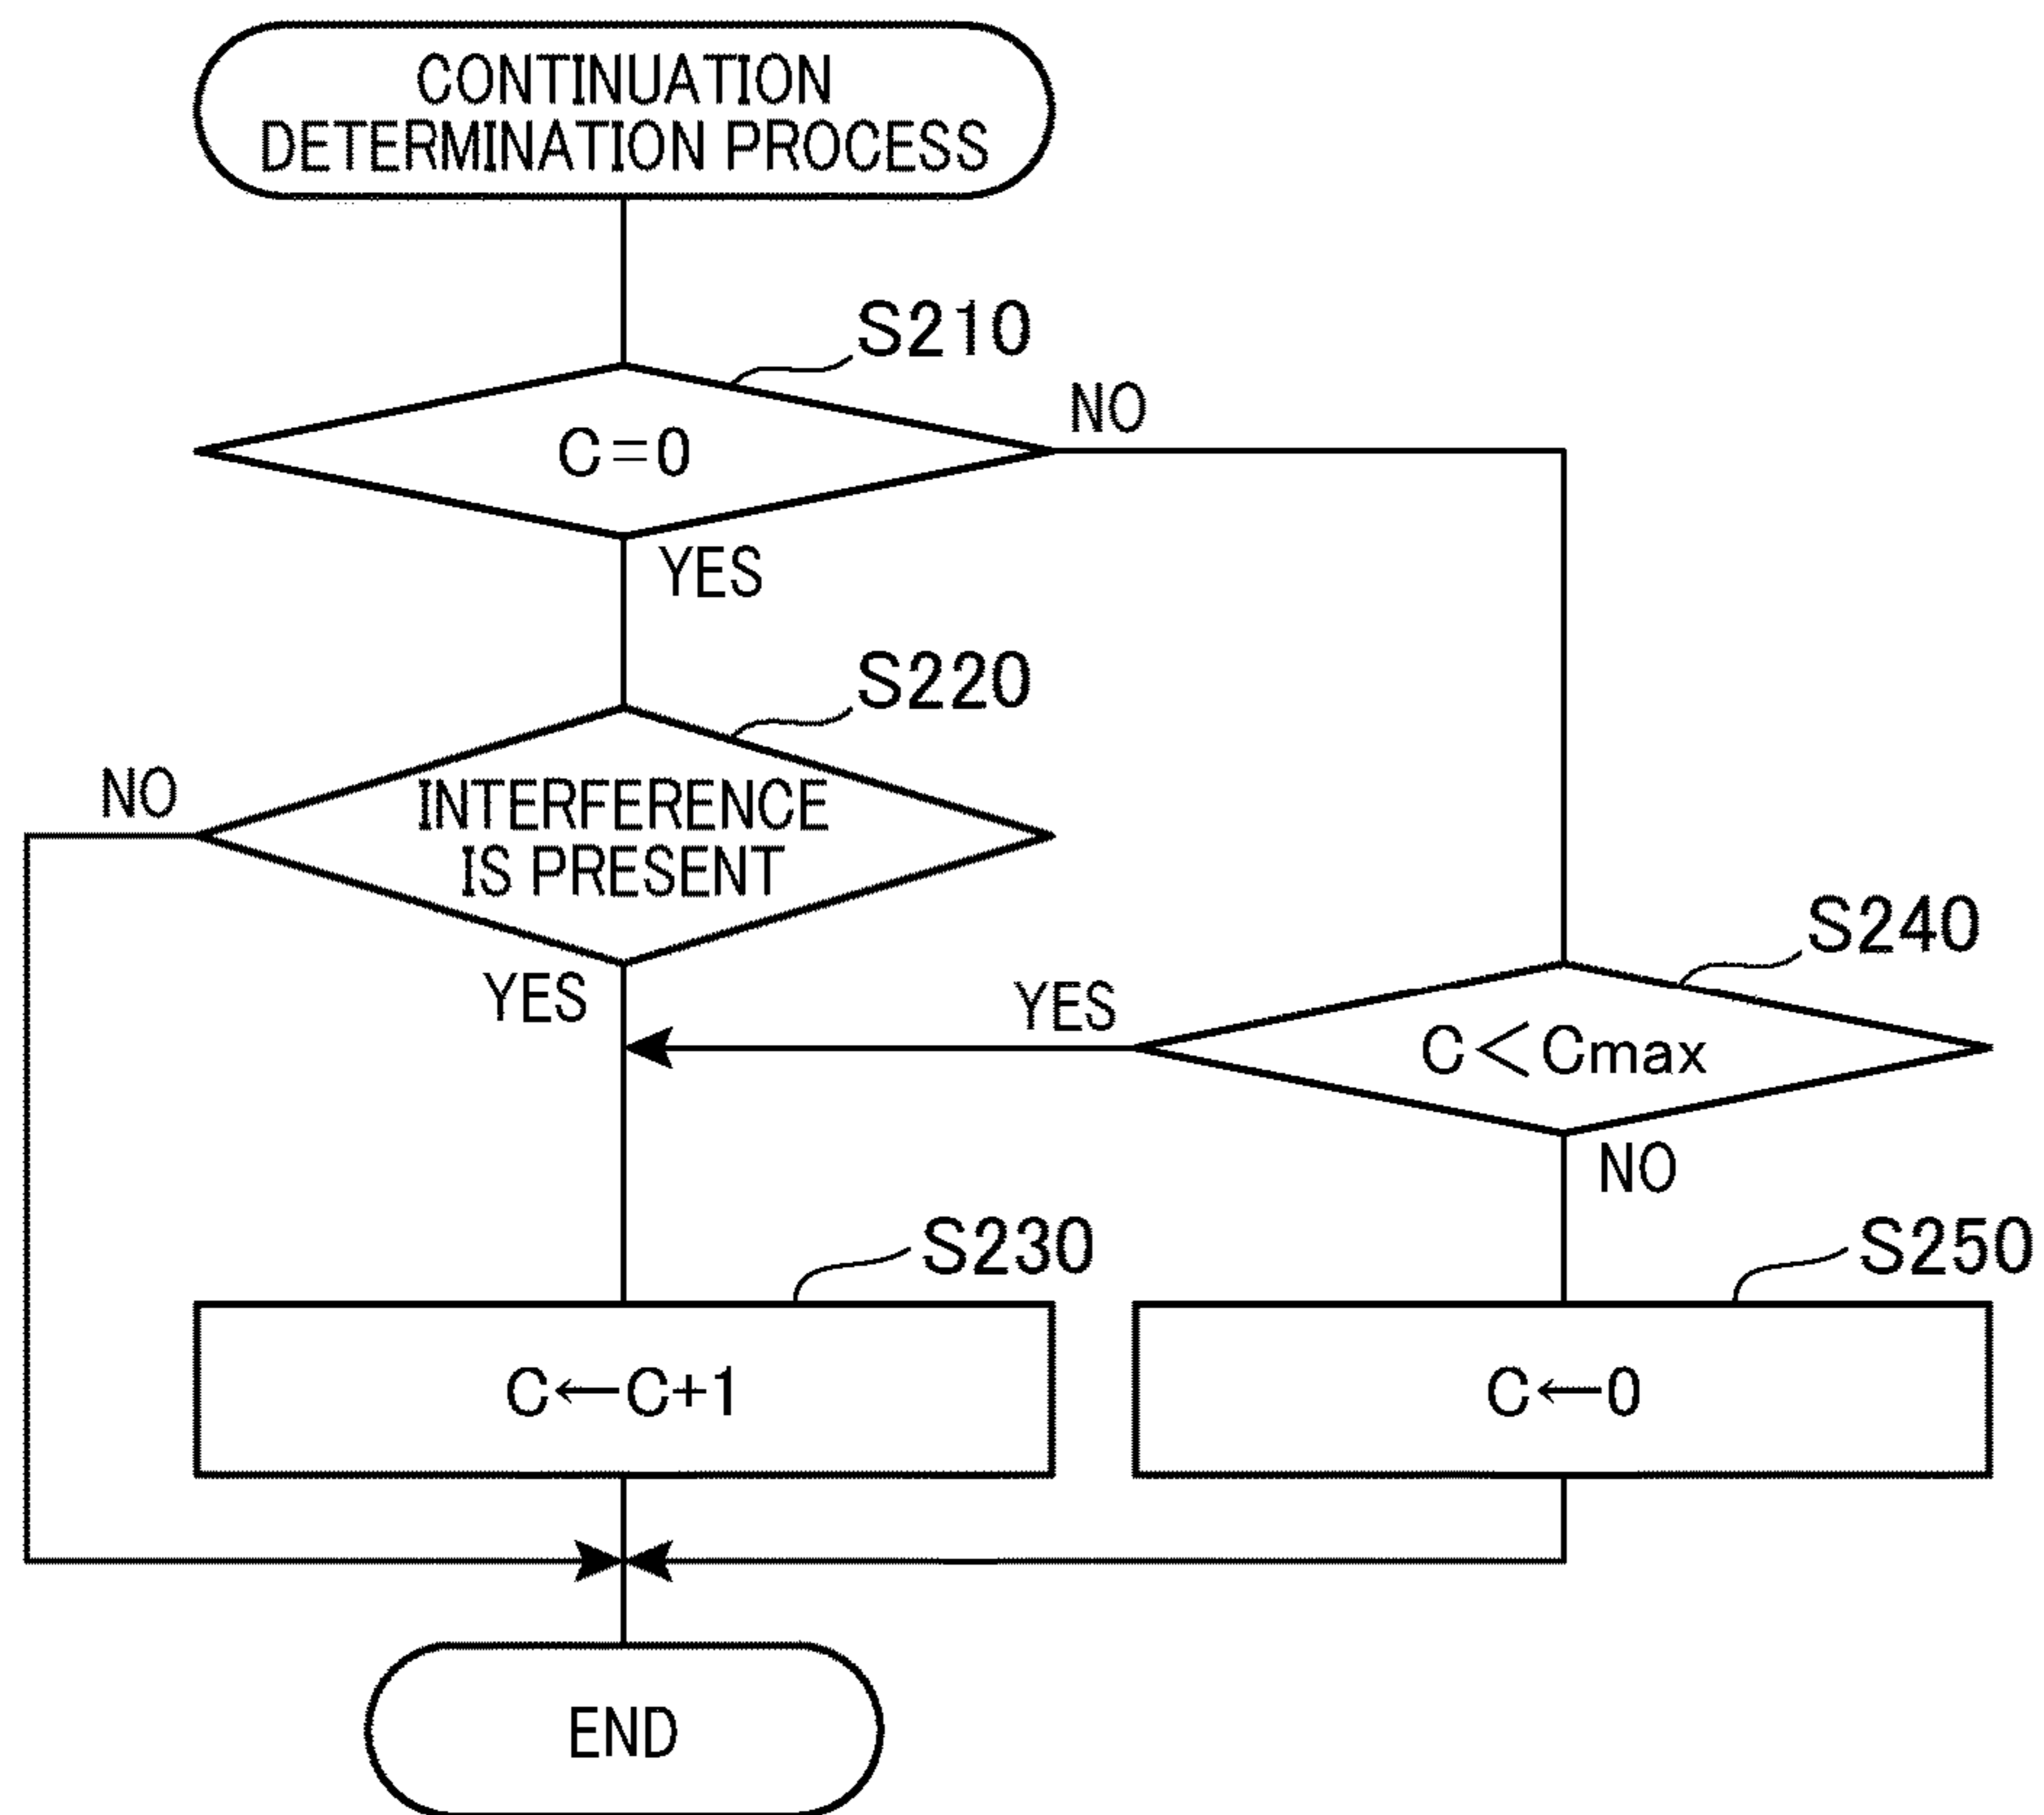 CONTINUATION
DETERMINATION PROCESS
S210
C=0
NO
YES
S220
NO
INTERFERENCE
IS PRESENT
YES
S240
YES
C<Cmax
NO
S230
C←C+1
S250
C←0
END